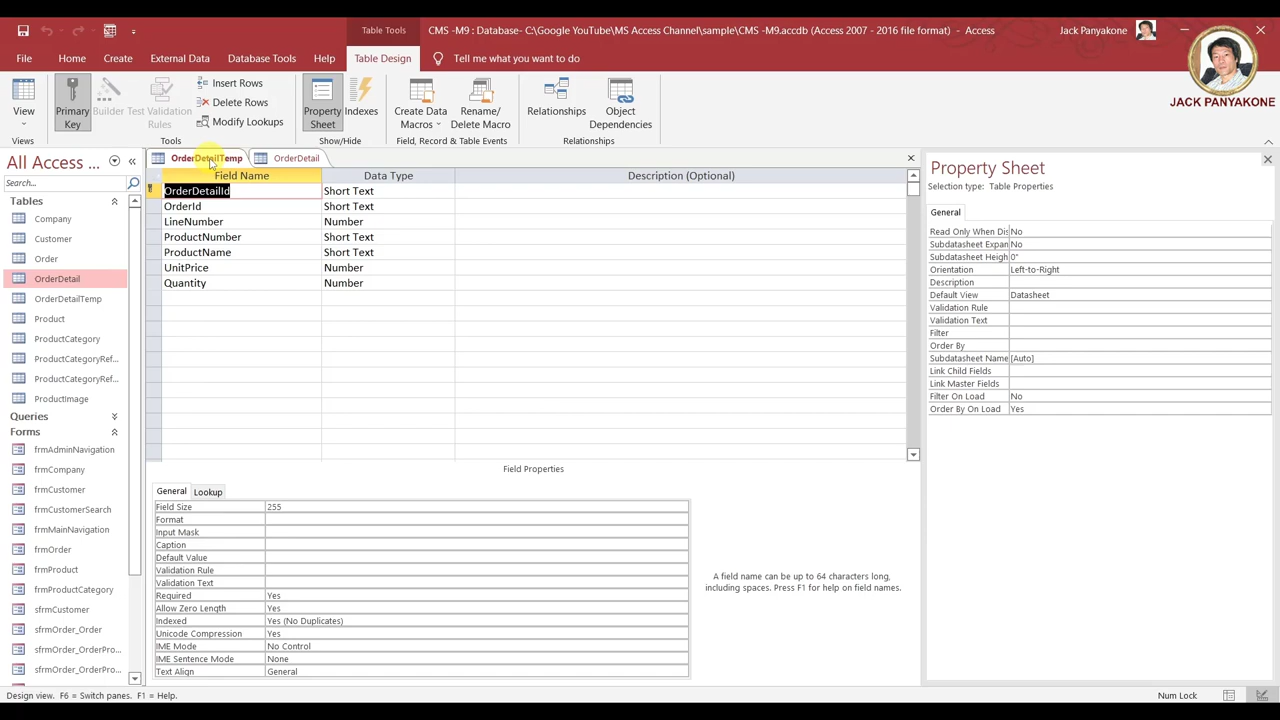 Table Tools
CMS -M9 : Database- C:\Google YouTube\MS Access Channel\sample\CMS -M9.accdb (Access 2007 - 2016 file format) - Access
Jack Panyakone
File Home Create External Data Database Tools Help Table Design Tell me what you want to do
JACK PANYAKONE
View
Views
Primary Key
Builder
Test Validation Rules
Insert Rows
Delete Rows
Modify Lookups
Tools
Property Sheet
Indexes
Show/Hide
Create Data Macros
Rename/ Delete Macro
Field, Record & Table Events
Relationships
Object Dependencies
Relationships
All Access ...
Search...
Tables
Company
Customer
Order
OrderDetail
OrderDetailTemp
Product
ProductCategory
ProductCategoryRef...
ProductCategoryRef...
ProductImage
Queries
Forms
frmAdminNavigation
frmCompany
frmCustomer
frmCustomerSearch
frmMainNavigation
frmOrder
frmProduct
frmProductCategory
sfrmCustomer
sfrmOrder_Order
sfrmOrder_OrderPro...
sfrmOrder_OrderPro...
OrderDetailTemp OrderDetail
Field Name Data Type Description (Optional)
OrderDetailId Short Text
OrderId Short Text
LineNumber Number
ProductNumber Short Text
ProductName Short Text
UnitPrice Number
Quantity Number
Field Properties
General Lookup
Field Size 255
Format
Input Mask
Caption
Default Value
Validation Rule
Validation Text
Required Yes
Allow Zero Length Yes
Indexed Yes (No Duplicates)
Unicode Compression Yes
IME Mode No Control
IME Sentence Mode None
Text Align General
A field name can be up to 64 characters long,
including spaces. Press F1 for help on field names.
Property Sheet
Selection type: Table Properties
General
Read Only When Dis No
Subdatasheet Expan No
Subdatasheet Heigh 0"
Orientation Left-to-Right
Description
Default View Datasheet
Validation Rule
Validation Text
Filter
Order By
Subdatasheet Name [Auto]
Link Child Fields
Link Master Fields
Filter On Load No
Order By On Load Yes
Design view. F6 = Switch panes. F1 = Help.
Num Lock